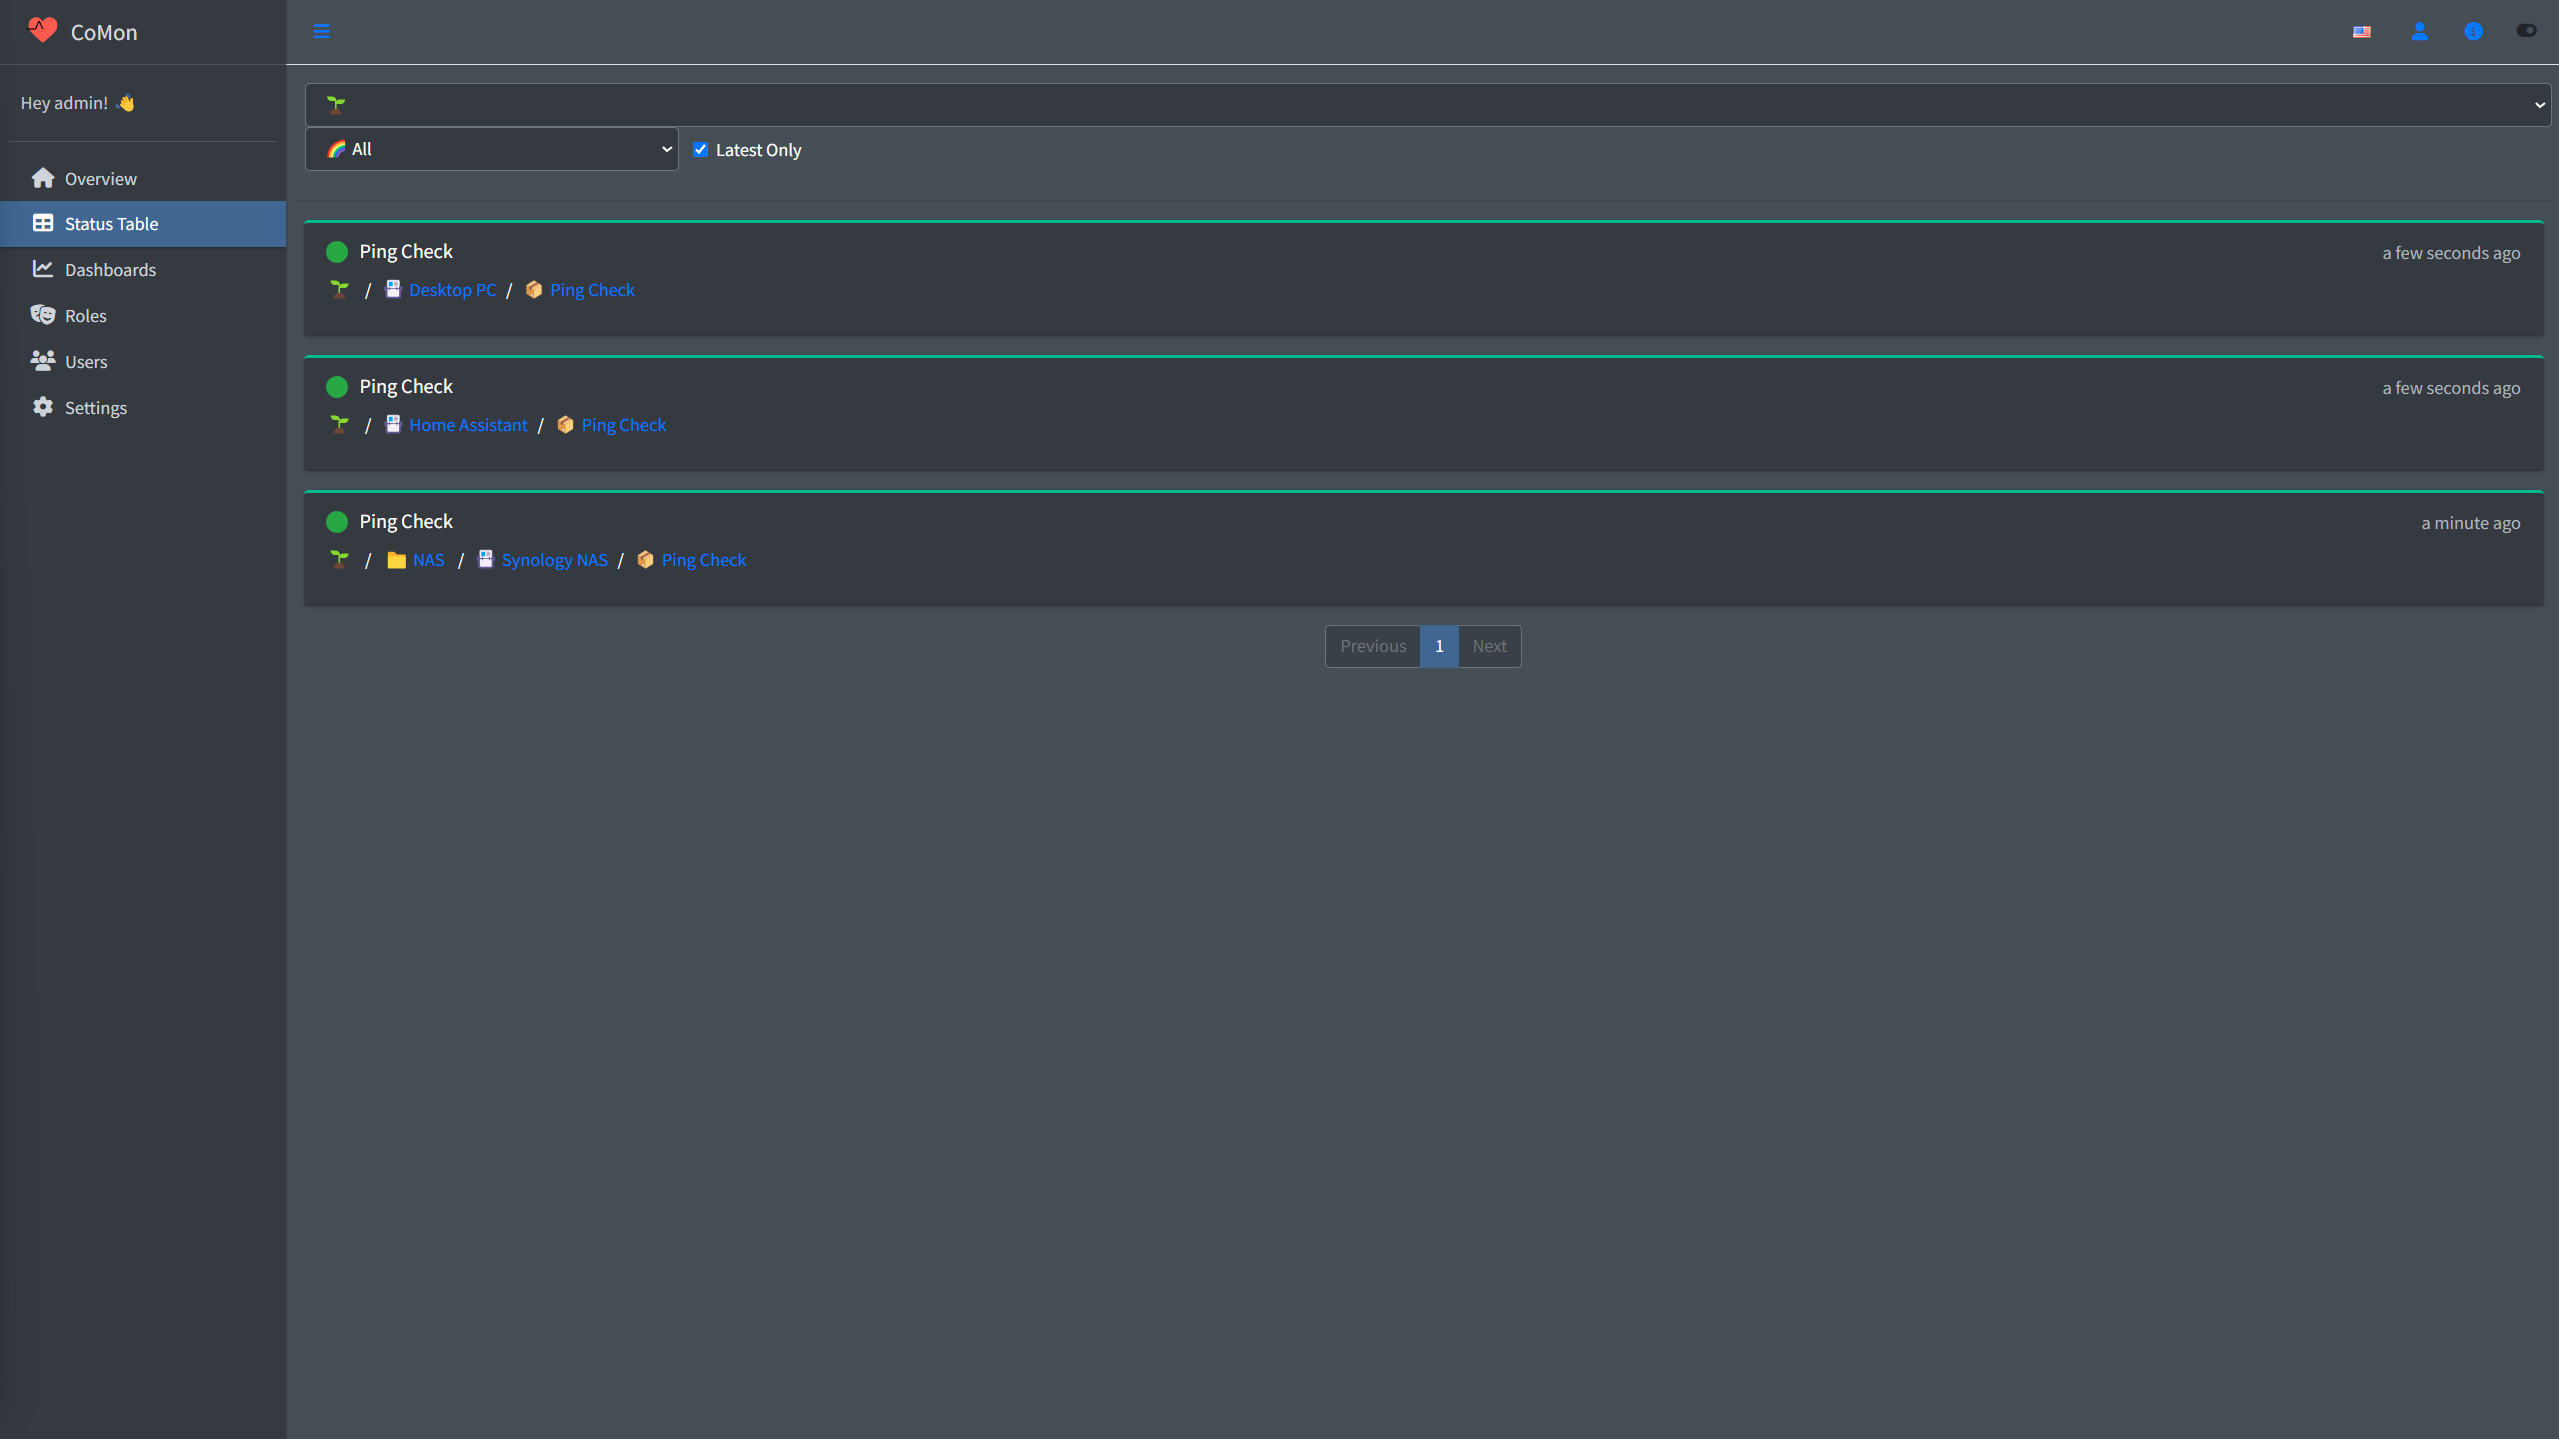 CoMon
Hey admin! 👋
Overview
Status Table
Dashboards
Roles
Users
Settings
All
Latest Only
Ping Check
a few seconds ago
/ Desktop PC / Ping Check
Ping Check
a few seconds ago
/ Home Assistant / Ping Check
Ping Check
a minute ago
/ NAS / Synology NAS / Ping Check
Previous 1 Next